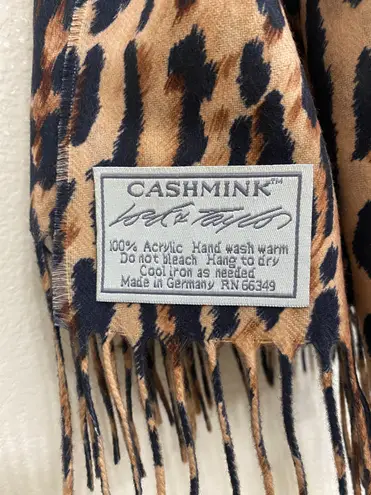 CASHMINK™
Lord & Taylor
100% Acrylic Hand wash warm
Do not bleach Hang to dry
Cool iron as needed
Made in Germany RN 66349